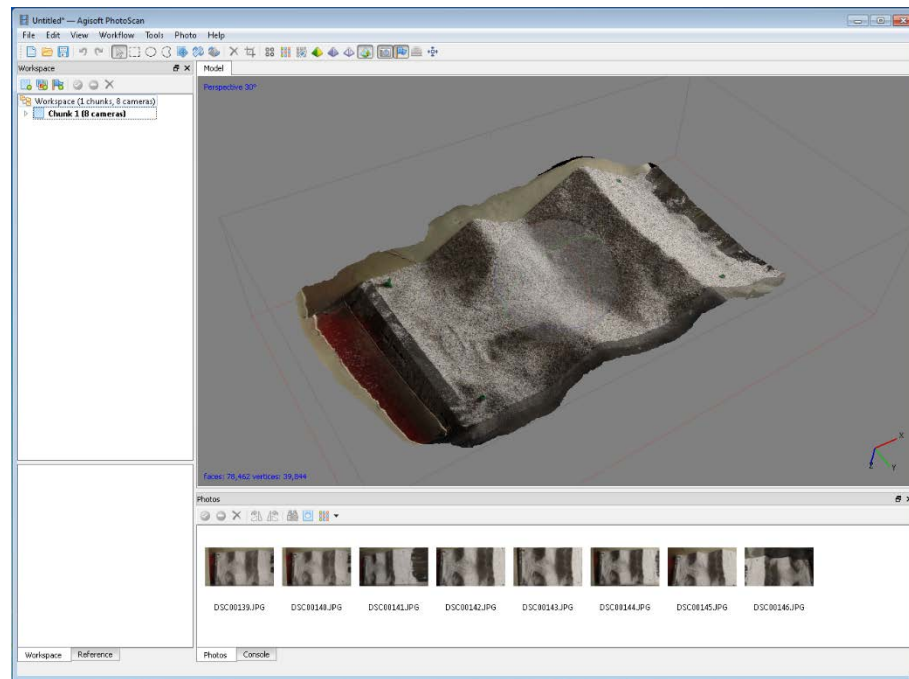 Untitled* — Agisoft PhotoScan
File Edit View Workflow Tools Photo Help
Workspace
Model
Workspace (1 chunks, 8 cameras)
Chunk 1 (8 cameras)
Perspective 30°
X
Y
Z
faces: 78,462 vertices: 39,844
Photos
DSC00139.JPG DSC00140.JPG DSC00141.JPG DSC00142.JPG DSC00143.JPG DSC00144.JPG DSC00145.JPG DSC00146.JPG
Workspace Reference
Photos Console